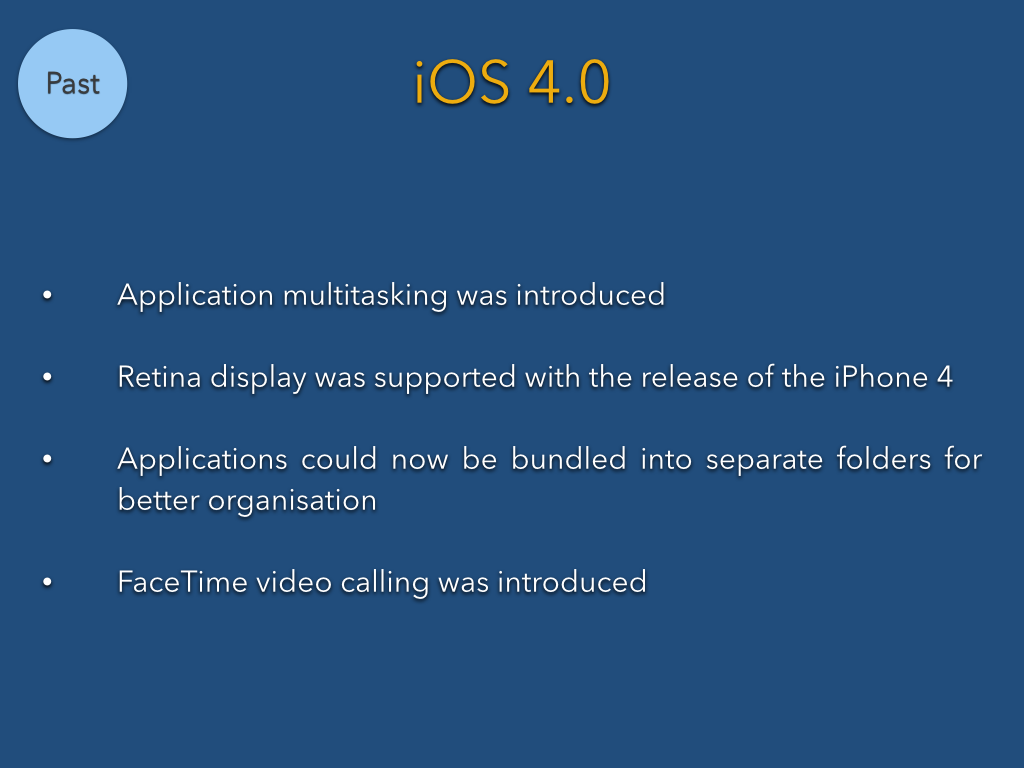 Past
iOS 4.0
• Application multitasking was introduced
• Retina display was supported with the release of the iPhone 4
• Applications could now be bundled into separate folders for
better organisation
• FaceTime video calling was introduced